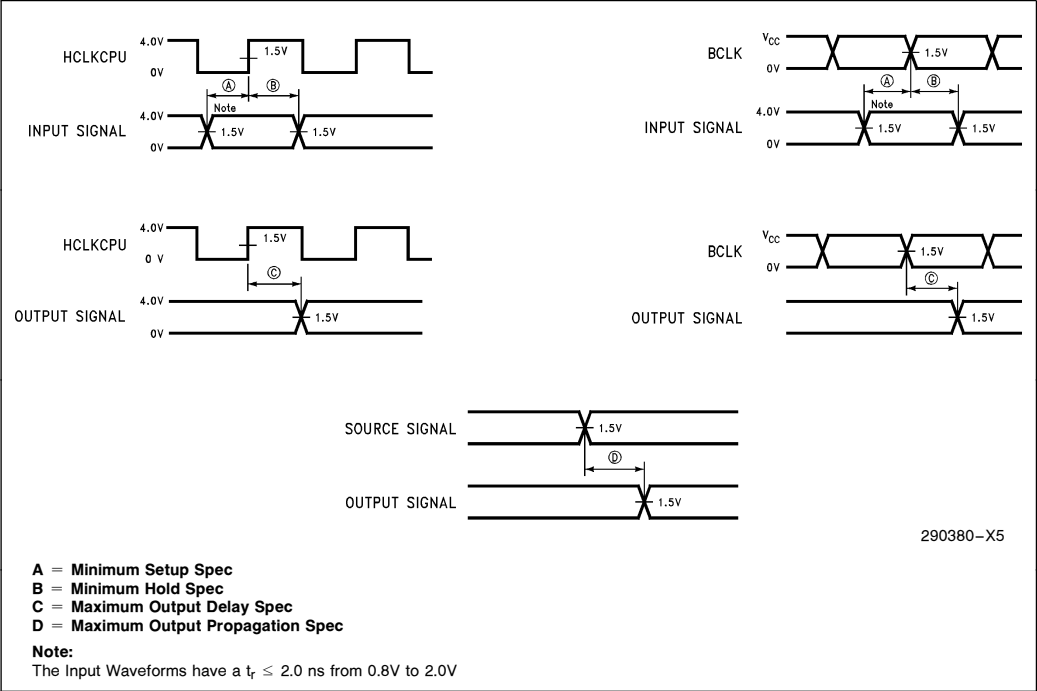 4.0V
HCLKCPU
1.5V
0V
Ⓐ
Ⓑ
Note
4.0V
INPUT SIGNAL
1.5V
1.5V
0V
VCC
BCLK
1.5V
0V
Ⓐ
Ⓑ
Note
4.0V
INPUT SIGNAL
1.5V
1.5V
0V
4.0V
HCLKCPU
1.5V
0 V
Ⓒ
4.0V
OUTPUT SIGNAL
1.5V
0V
VCC
BCLK
1.5V
0V
Ⓒ
OUTPUT SIGNAL
1.5V
SOURCE SIGNAL
1.5V
Ⓓ
OUTPUT SIGNAL
1.5V
290380–X5
A = Minimum Setup Spec
B = Minimum Hold Spec
C = Maximum Output Delay Spec
D = Maximum Output Propagation Spec
Note:
The Input Waveforms have a tr ≤ 2.0 ns from 0.8V to 2.0V